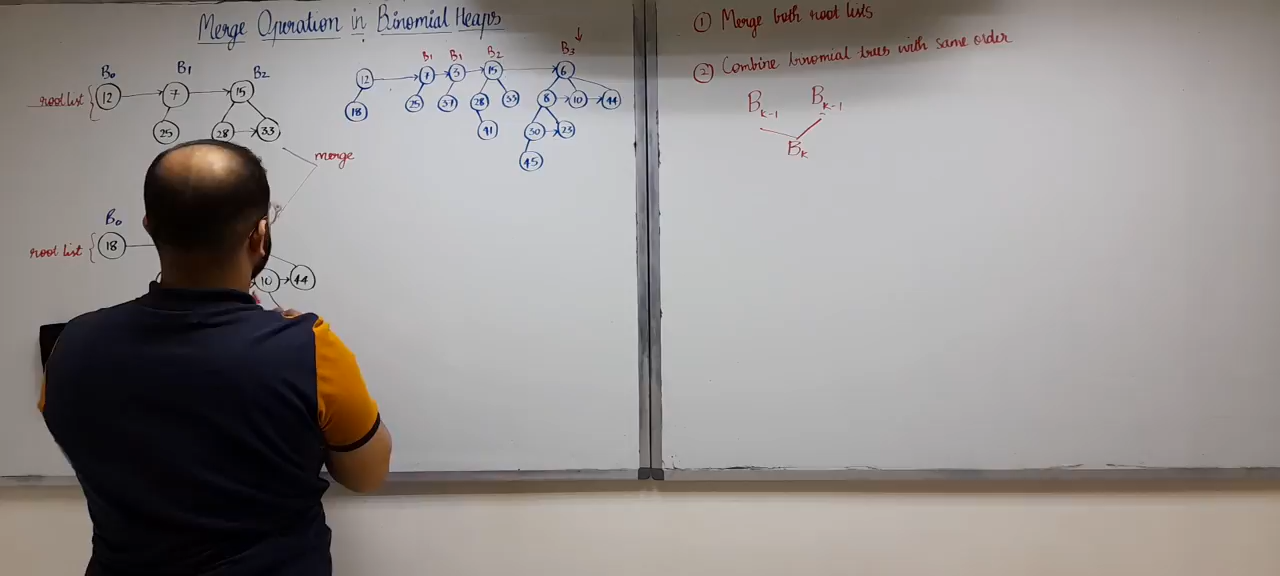 Merge Operation in Binomial Heaps
B₀ B₁ B₂
root list 12 7 15
25 28 33
merge
B₀
root list 18
10 44
B₁ B₁ B₂ B₃
12 7 3 15 6
18 25 37 28 33 8 10 44
41 30 23
45
① Merge both root lists
② Combine binomial trees with same order
Bₖ₋₁ Bₖ₋₁
Bₖ